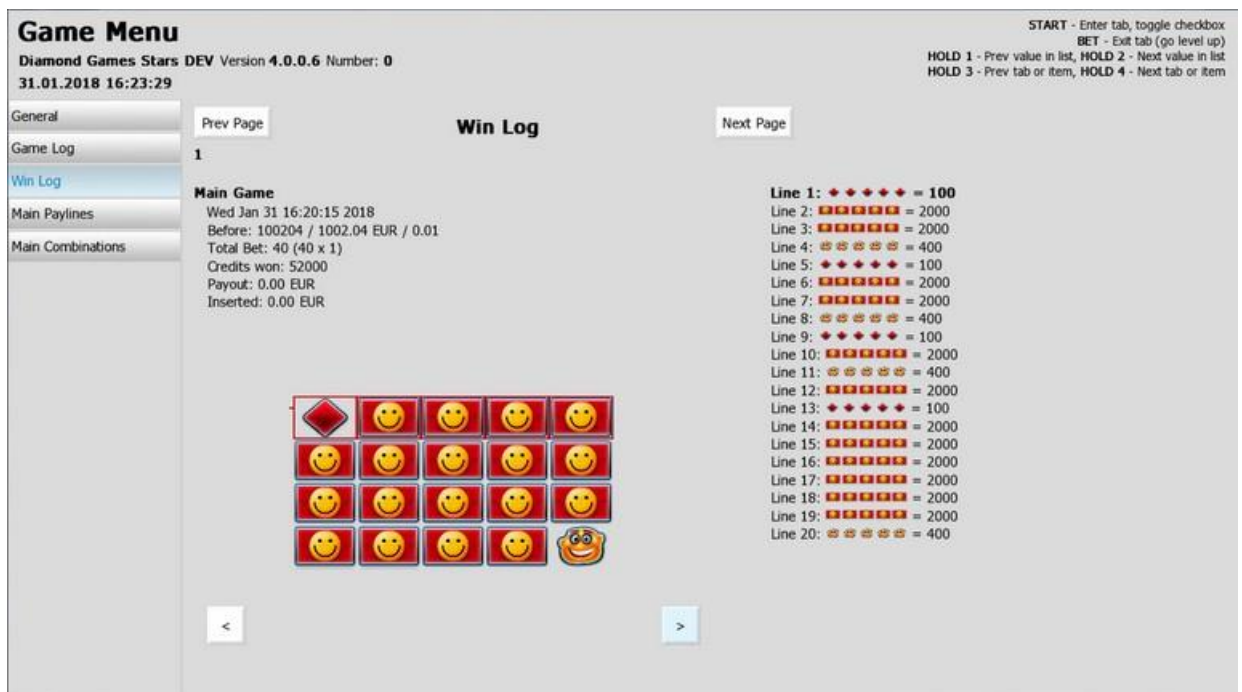 Game Menu
Diamond Games Stars DEV Version 4.0.0.6 Number: 0
31.01.2018 16:23:29
START - Enter tab, toggle checkbox
BET - Exit tab (go level up)
HOLD 1 - Prev value in list, HOLD 2 - Next value in list
HOLD 3 - Prev tab or item, HOLD 4 - Next tab or item
General
Game Log
Win Log
Main Paylines
Main Combinations
Prev Page
Win Log
Next Page
1
Main Game
Wed Jan 31 16:20:15 2018
Before: 100204 / 1002.04 EUR / 0.01
Total Bet: 40 (40 x 1)
Credits won: 52000
Payout: 0.00 EUR
Inserted: 0.00 EUR
Line 1: = 100
Line 2: = 2000
Line 3: = 2000
Line 4: = 400
Line 5: = 100
Line 6: = 2000
Line 7: = 2000
Line 8: = 400
Line 9: = 100
Line 10: = 2000
Line 11: = 400
Line 12: = 2000
Line 13: = 100
Line 14: = 2000
Line 15: = 2000
Line 16: = 2000
Line 17: = 2000
Line 18: = 2000
Line 19: = 2000
Line 20: = 400
< >